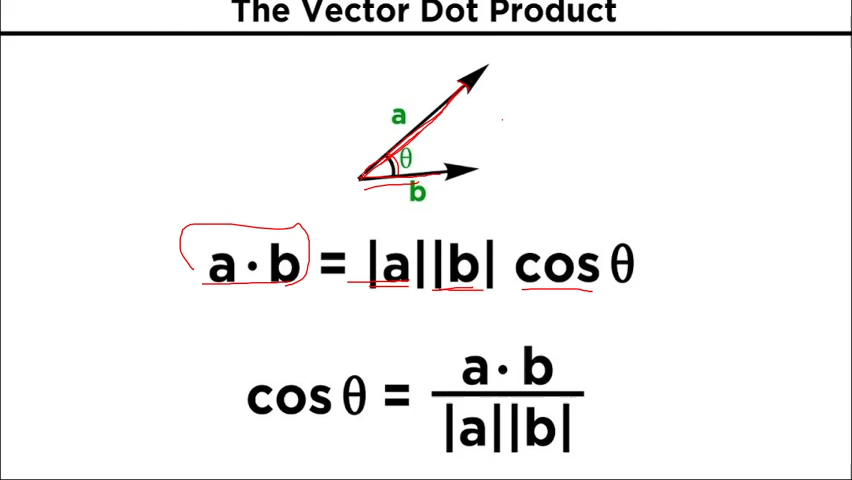 The Vector Dot Product
a
θ
b
a · b = |a||b| cos θ
cos θ = a · b
|a||b|